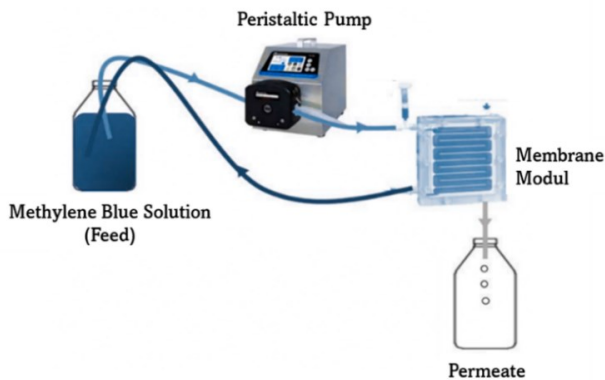 Peristaltic Pump
Membrane
Modul
Methylene Blue Solution
(Feed)
Permeate